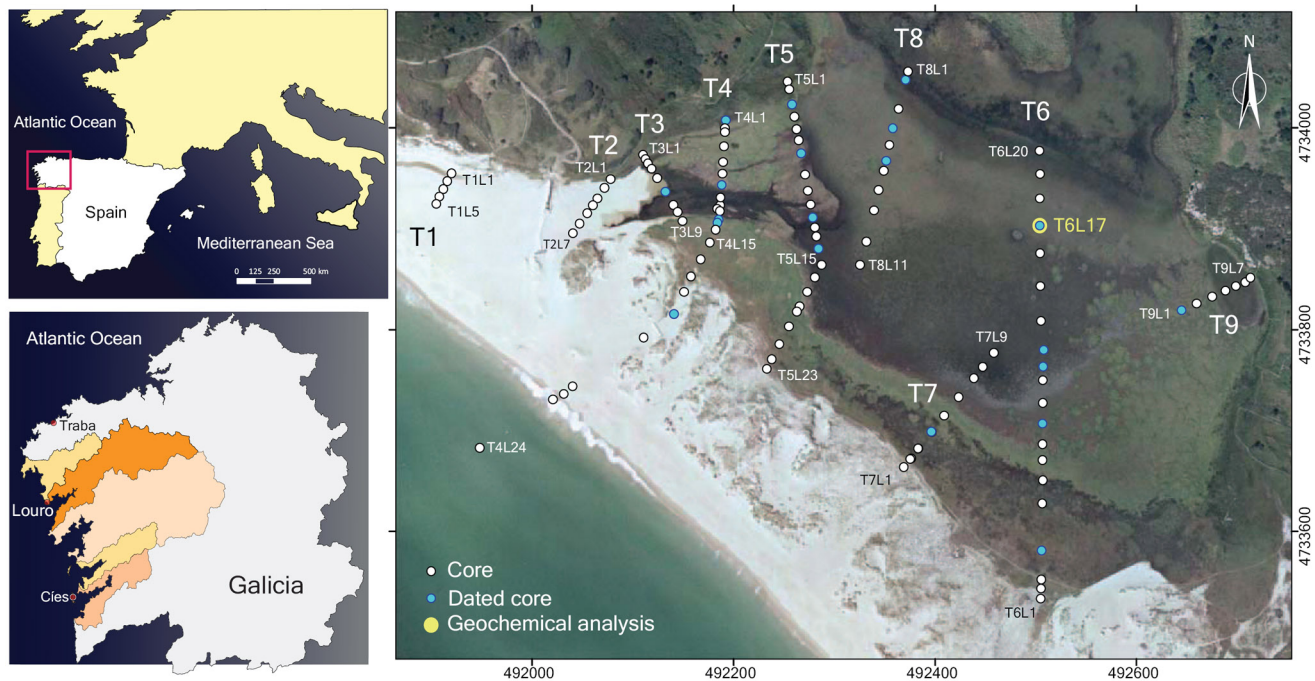 Atlantic Ocean
Spain
Mediterranean Sea
0 125 250 500 km
Atlantic Ocean
Traba
Louro
Cíes
Galicia
N
T8
T5
T8L1
T5L1
T6
T4
T4L1
T3
T3L1
T2
T2L1
T6L20
T1L1
T1L5
T1
T2L7
T3L9
T4L15
T5L15
T8L11
T6L17
T9L7
T9L1
T9
T7L9
T5L23
T7
T4L24
T7L1
T6L1
Core
Dated core
Geochemical analysis
4734000
4733800
4733600
492000 492200 492400 492600